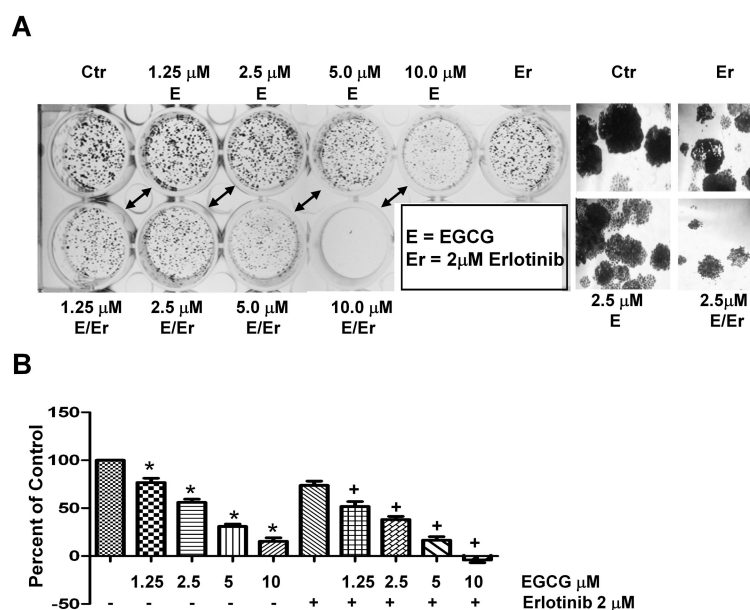 A
Ctr 1.25 μM 2.5 μM 5.0 μM 10.0 μM Er Ctr Er
E E E E
E = EGCG
Er = 2μM Erlotinib
1.25 μM 2.5 μM 5.0 μM 10.0 μM 2.5 μM 2.5μM
E/Er E/Er E/Er E/Er E E/Er
B
Percent of Control
150
100
50
0
-50
* * * * + + + +
1.25 2.5 5 10 1.25 2.5 5 10 EGCG μM
- - - - - + + + + + Erlotinib 2 μM